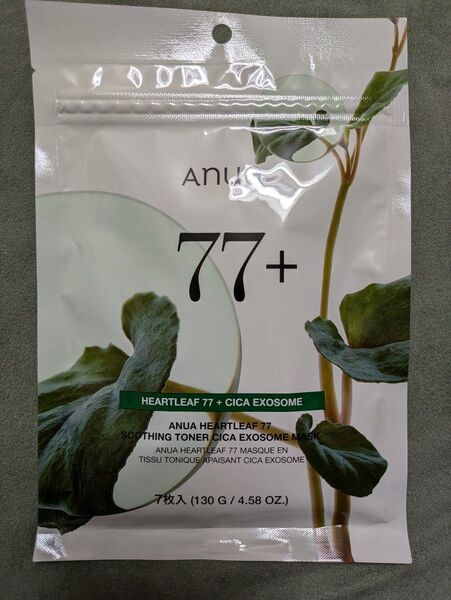 ANUA
77+
HEARTLEAF 77 + CICA EXOSOME
ANUA HEARTLEAF 77
SOOTHING TONER CICA EXOSOME MASK
ANUA HEARTLEAF 77 MASQUE EN
TISSU TONIQUE APAISANT CICA EXOSOME
7枚入 (130 G / 4.58 OZ.)